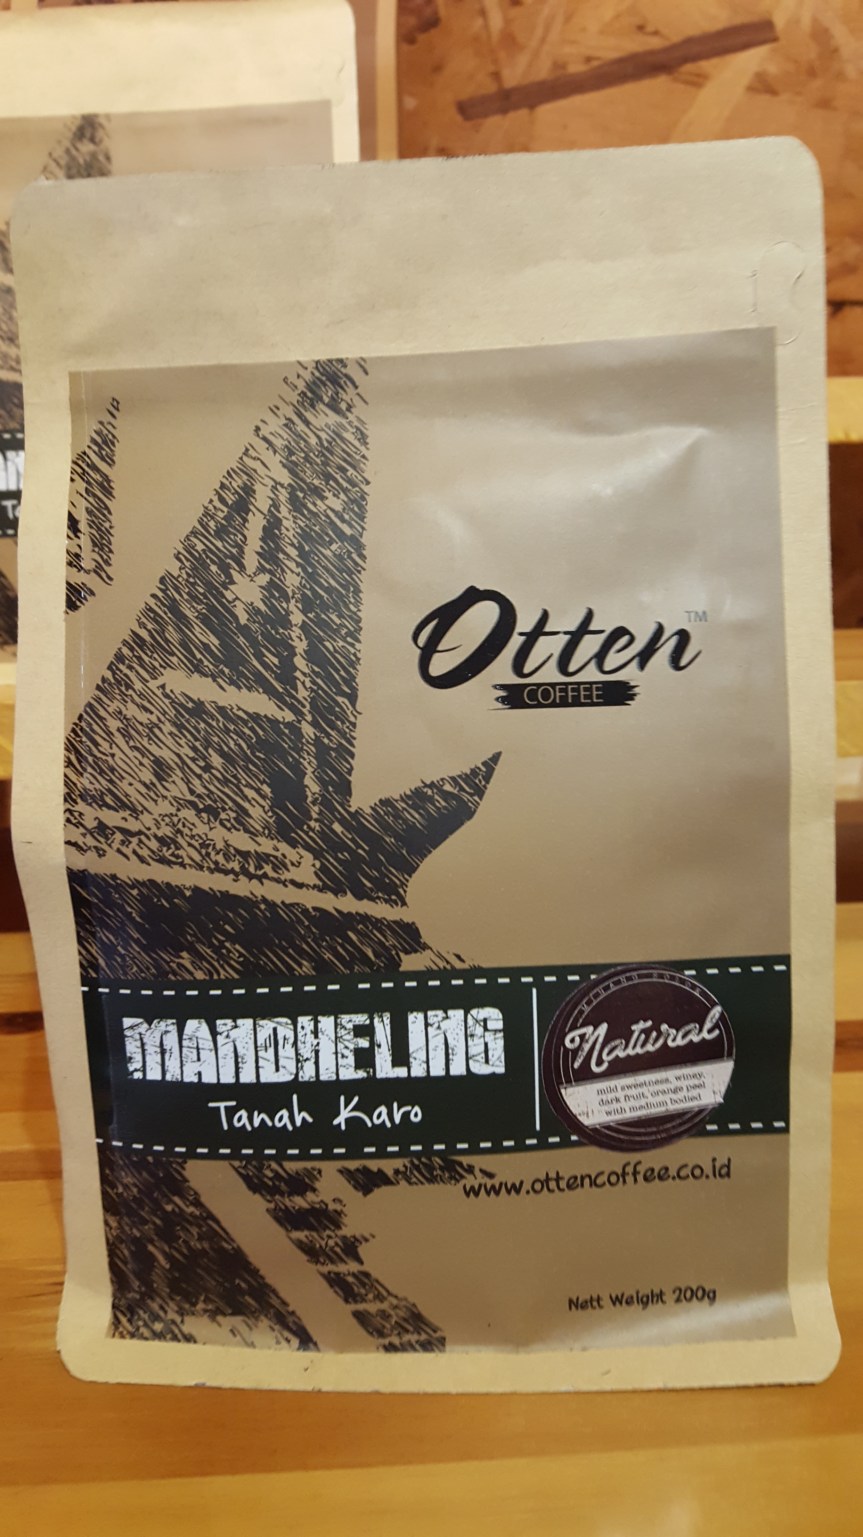 Otten™
COFFEE
MANDHELING
Tanah Karo
Natural
mild sweetness, winey,
dark fruit, orange peel
with medium bodied
www.ottencoffee.co.id
Nett Weight 200g